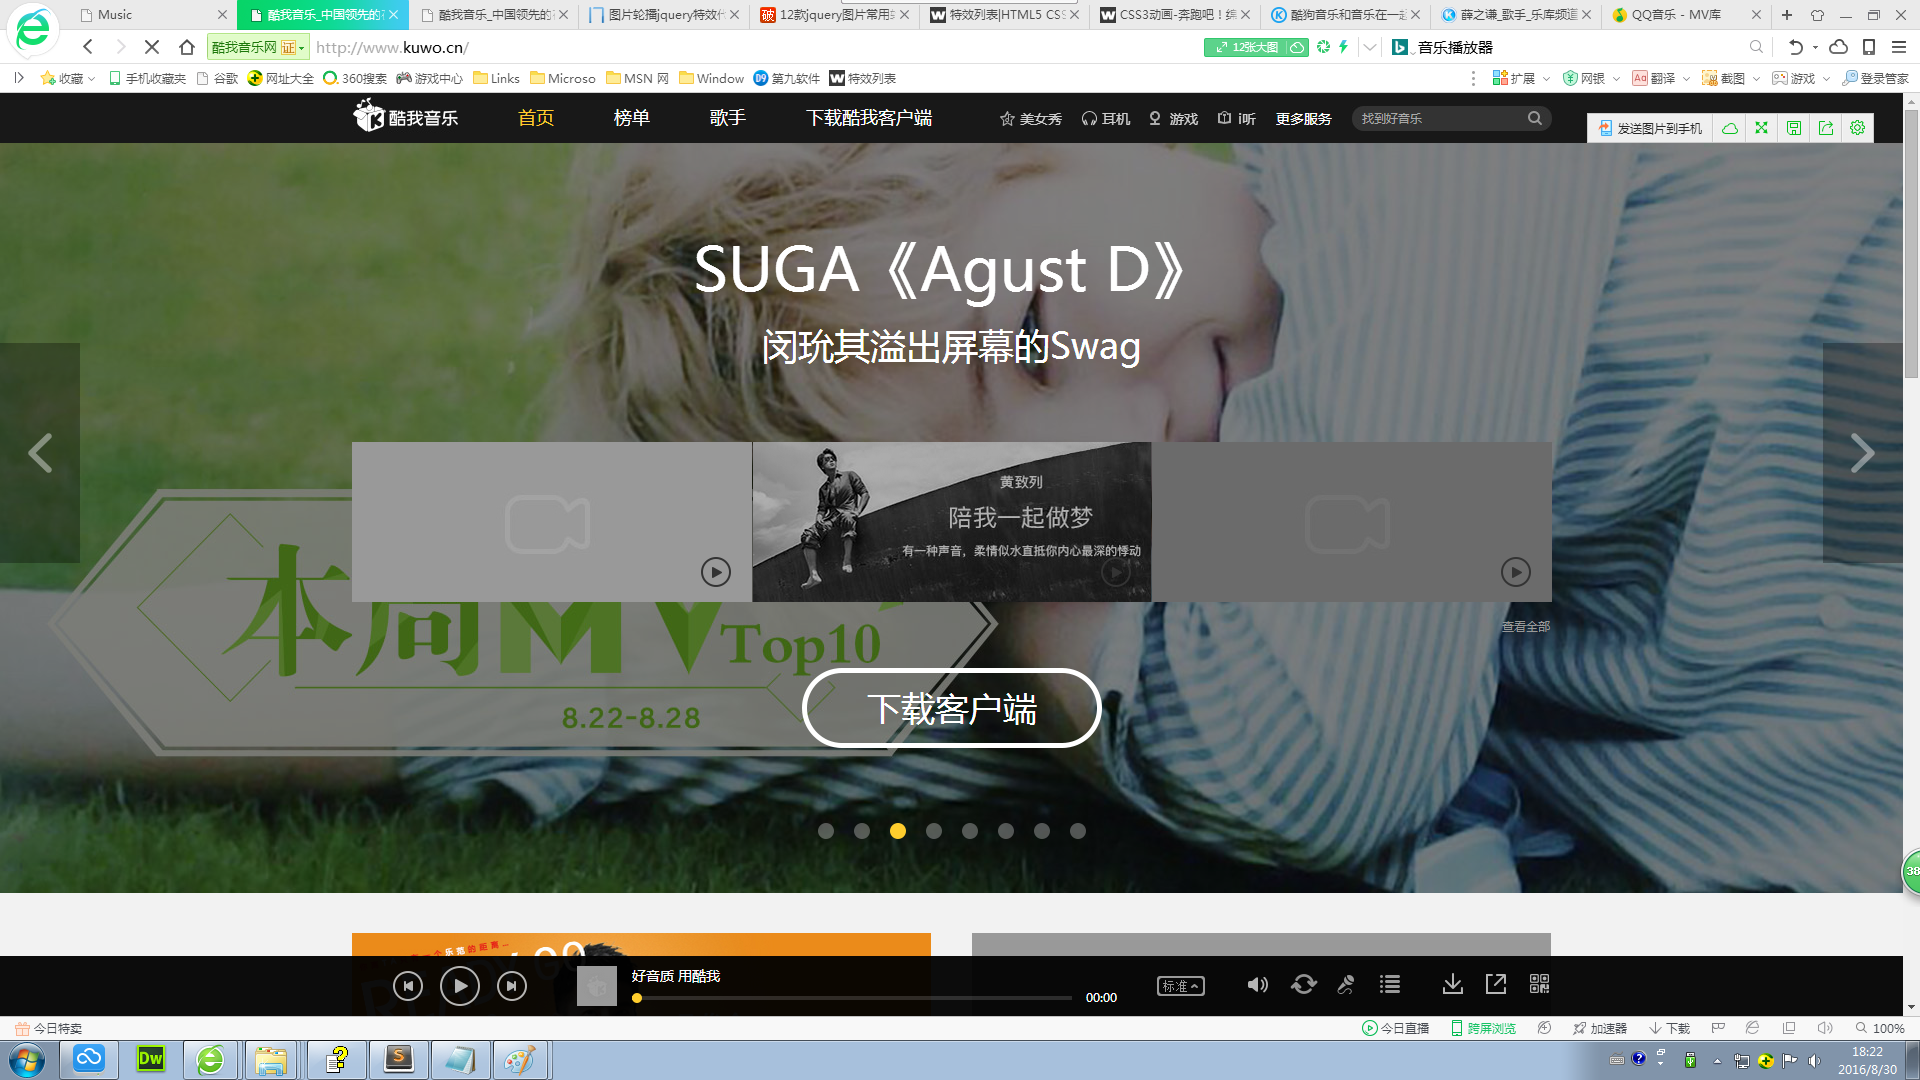 Music
酷我音乐_中国领先的
酷我音乐_中国领先的
图片轮播jquery特效代
12款jquery图片常用
特效列表|HTML5 CSS
CSS3动画-奔跑吧！
酷狗音乐和音乐在一起
薛之谦_歌手_乐库频道
QQ音乐 - MV库
酷我音乐网 证
http://www.kuwo.cn/
12张大图
音乐播放器
收藏
手机收藏夹
谷歌
网址大全
360搜索
游戏中心
Links
Microso
MSN 网
Window
第九软件
特效列表
扩展
网银
翻译
截图
游戏
登录管家
酷我音乐
首页
榜单
歌手
下载酷我客户端
美女秀
耳机
游戏
i听
更多服务
找到好音乐
发送图片到手机
SUGA《Agust D》
闵玧其溢出屏幕的Swag
黄致列
陪我一起做梦
有一种声音，柔情似水直抵你内心最深的悸动
本周MV Top10
查看全部
8.22-8.28
下载客户端
38
好音质 用酷我
00:00
标准
今日特卖
今日直播
跨屏浏览
加速器
下载
100%
Dw
18:22
2016/8/30